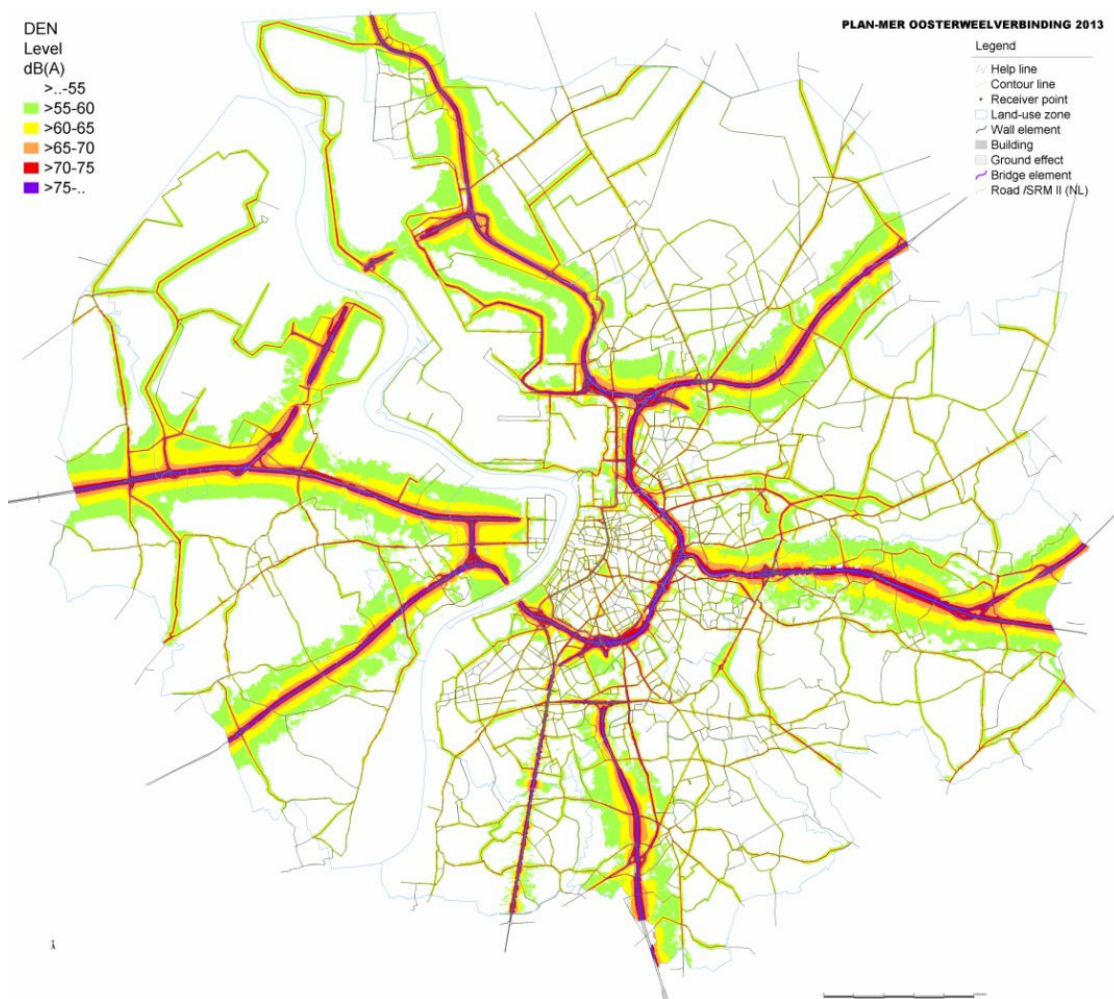 DEN
Level
dB(A)
>..-55
>55-60
>60-65
>65-70
>70-75
>75-..
PLAN-MER OOSTERWEELVERBINDING 2013
Legend
Help line
Contour line
Receiver point
Land-use zone
Wall element
Building
Ground effect
Bridge element
Road /SRM II (NL)